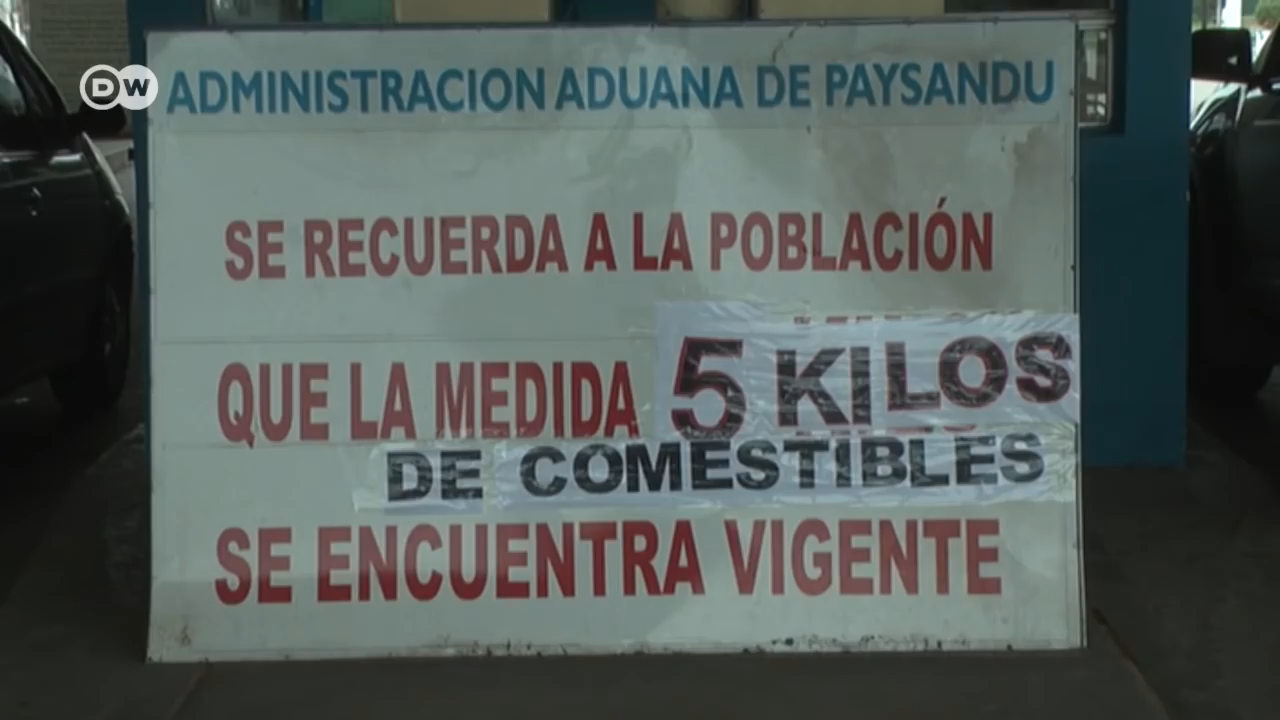 DW
ADMINISTRACION ADUANA DE PAYSANDU
SE RECUERDA A LA POBLACIÓN
QUE LA MEDIDA 5 KILOS
DE COMESTIBLES
SE ENCUENTRA VIGENTE